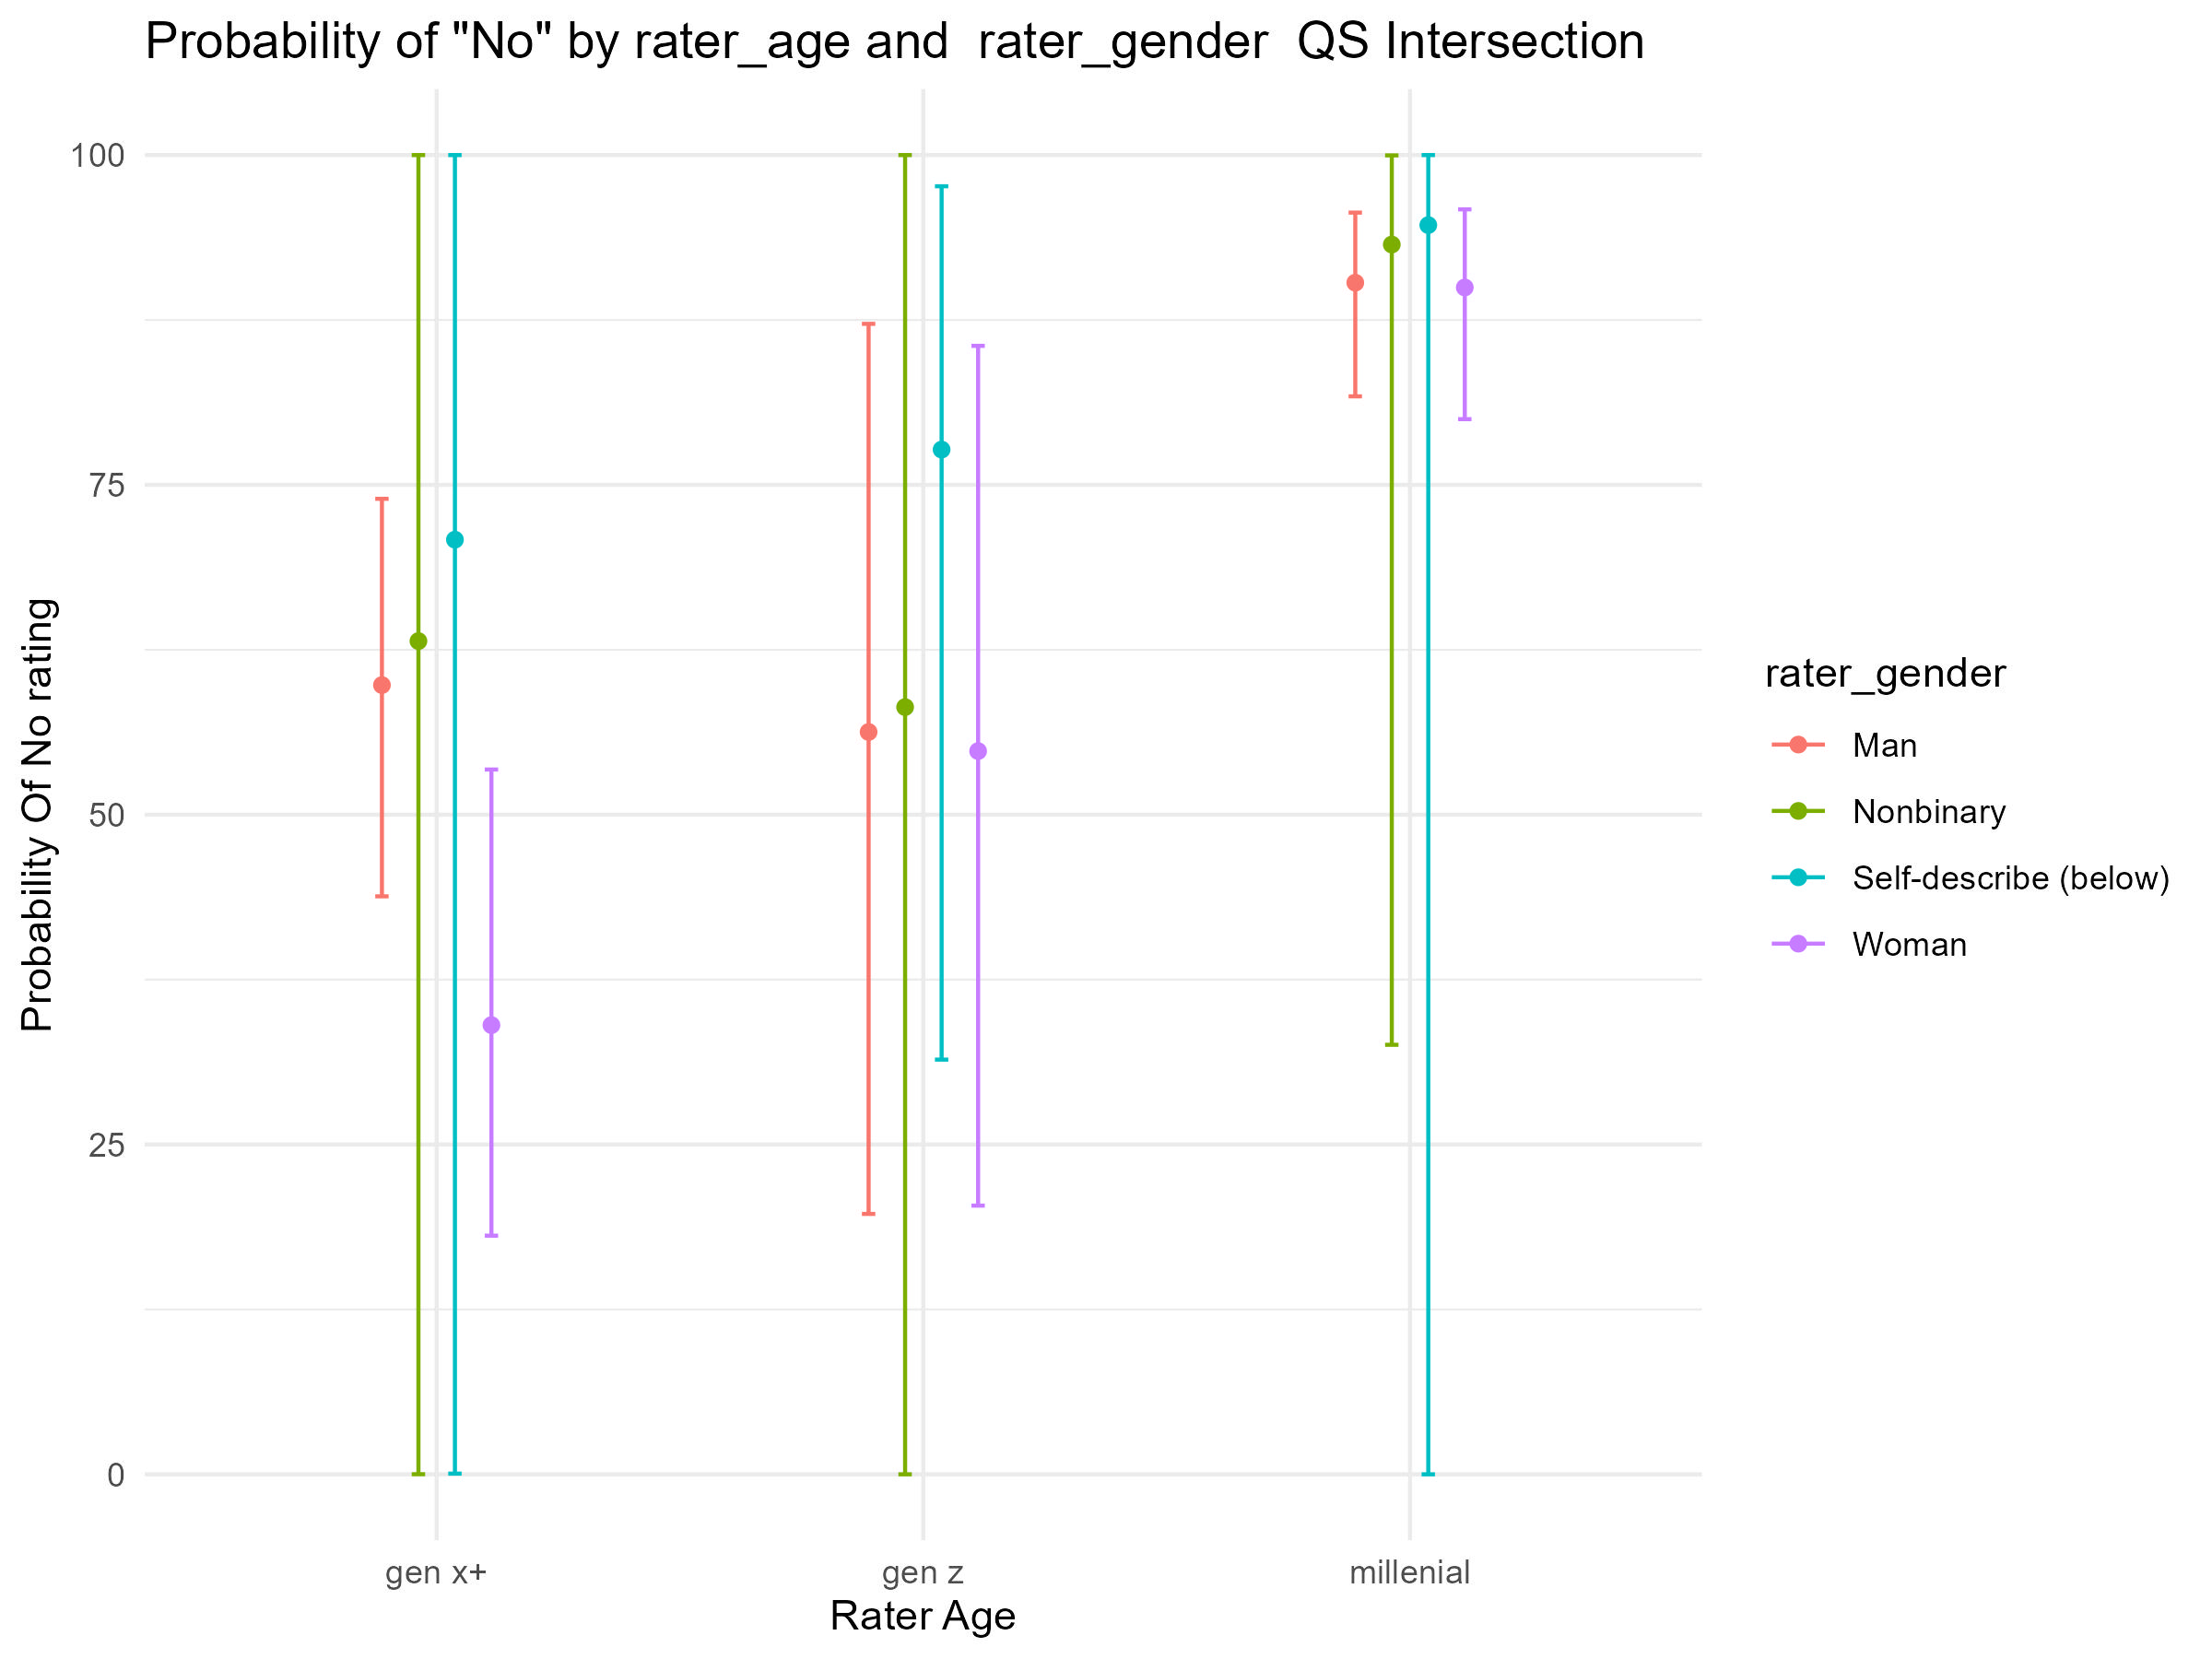 Probability of "No" by rater_age and  rater_gender  QS Intersection
Probability Of No rating
100
75
50
25
0
gen x+
gen z
millenial
Rater Age
rater_gender
Man
Nonbinary
Self-describe (below)
Woman